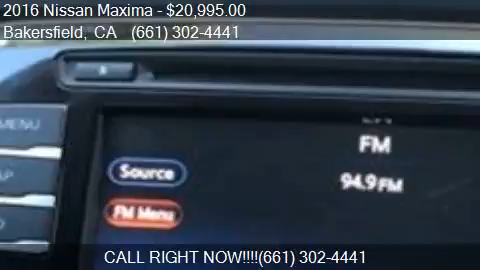 2016 Nissan Maxima - $20,995.00
Bakersfield, CA (661) 302-4441
MENU
FM
Source
94.9 FM
FM Menu
CALL RIGHT NOW!!!!(661) 302-4441